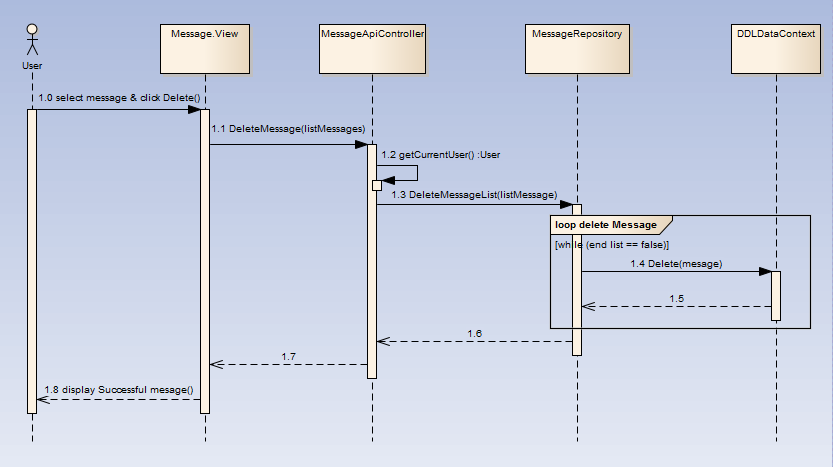 Message.View
MessageApiController
MessageRepository
DDLDataContext
User
1.0 select message & click Delete()
1.1 DeleteMessage(listMessages)
1.2 getCurrentUser() :User
1.3 DeleteMessageList(listMessage)
loop delete Message
[while (end list == false)]
1.4 Delete(message)
1.5
1.6
1.7
1.8 display Successful mesage()